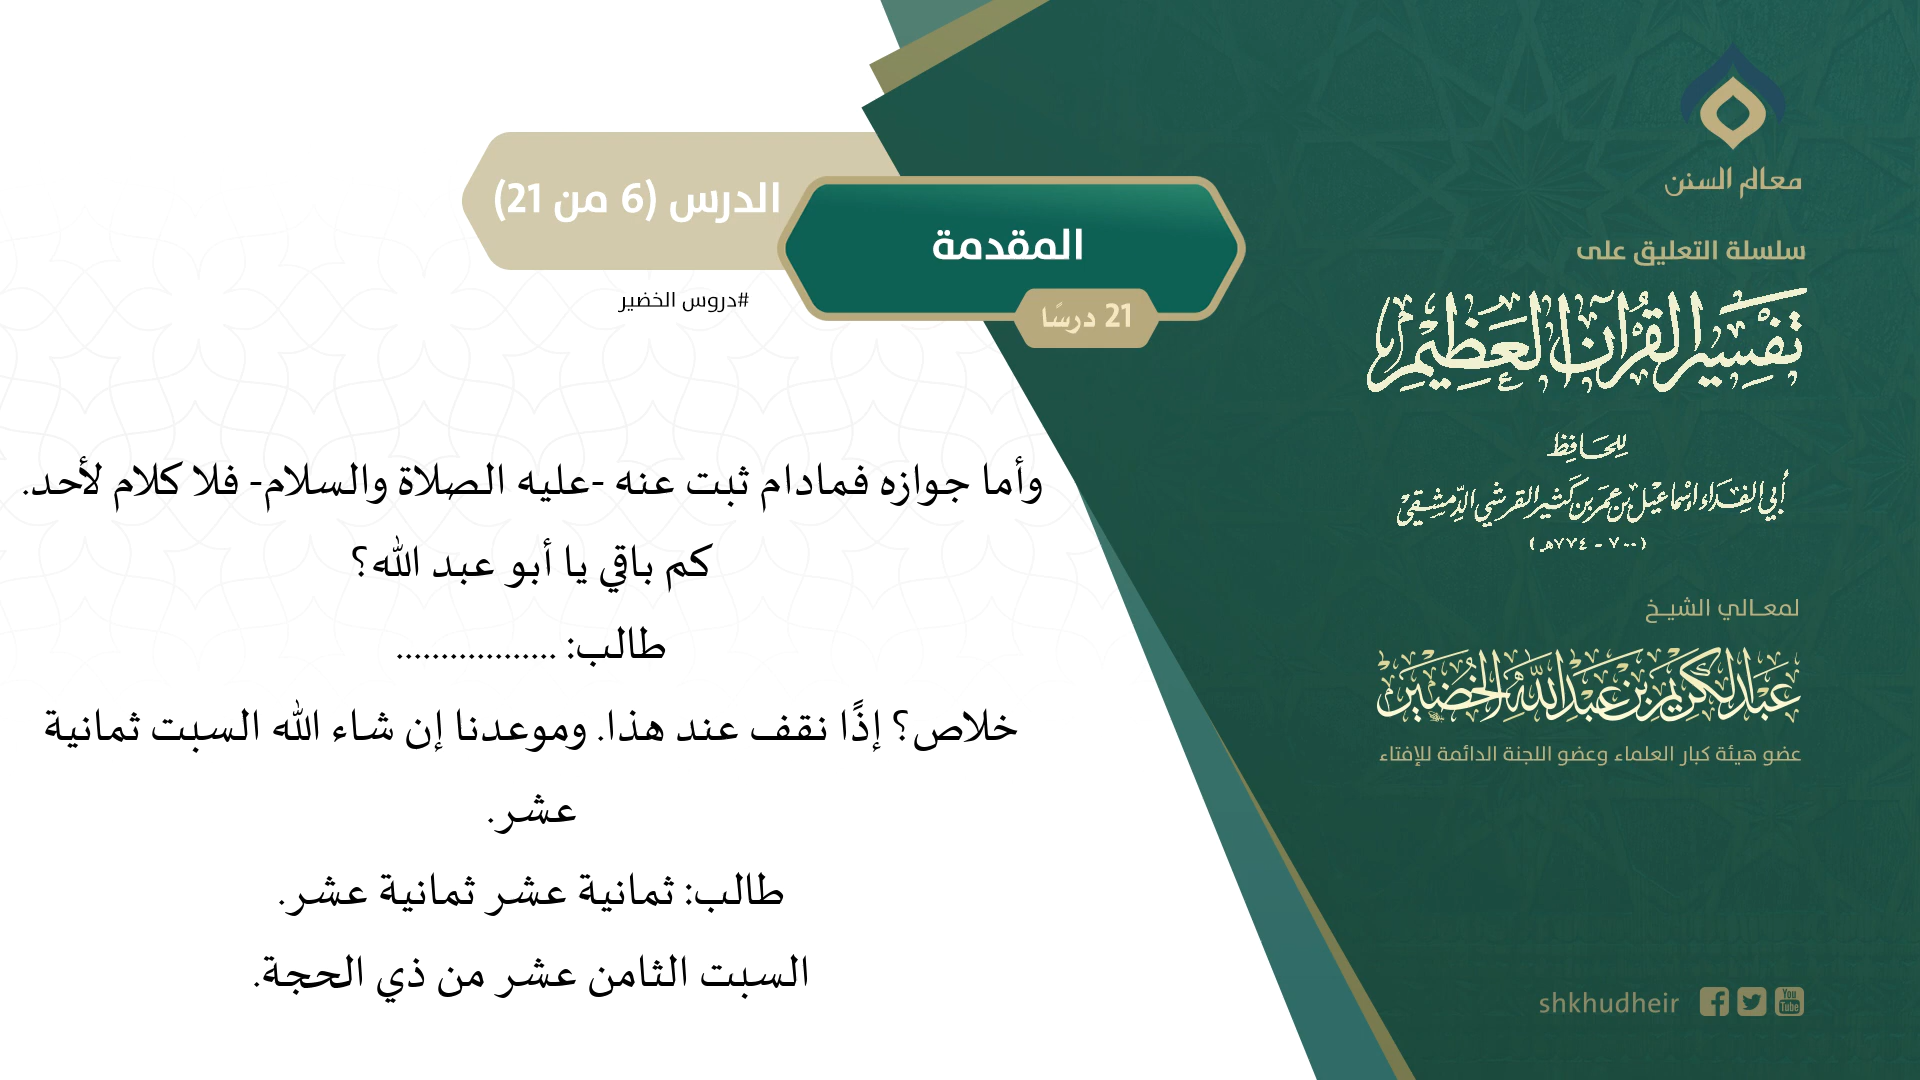 معالم السنن
سلسلة التعليق على
تفسير القرآن العظيم
للحافظ
أبي الفداء إسماعيل بن عمر بن كثير القرشي الدمشقي
(٧٠٠ - ٧٧٤هـ)
لمعالي الشيخ
عبد الكريم بن عبد الله الخضير
عضو هيئة كبار العلماء وعضو اللجنة الدائمة للإفتاء
shkhudheir
You Tube
المقدمة
21 درسًا
الدرس (6 من 21)
#دروس الخضير
وأما جوازه فمادام ثبت عنه -عليه الصلاة والسلام- فلا كلام لأحد.
كم باقي يا أبو عبد الله؟
طالب: ..................
خلاص؟ إذًا نقف عند هذا. وموعدنا إن شاء الله السبت ثمانية
عشر.
طالب: ثمانية عشر ثمانية عشر.
السبت الثامن عشر من ذي الحجة.